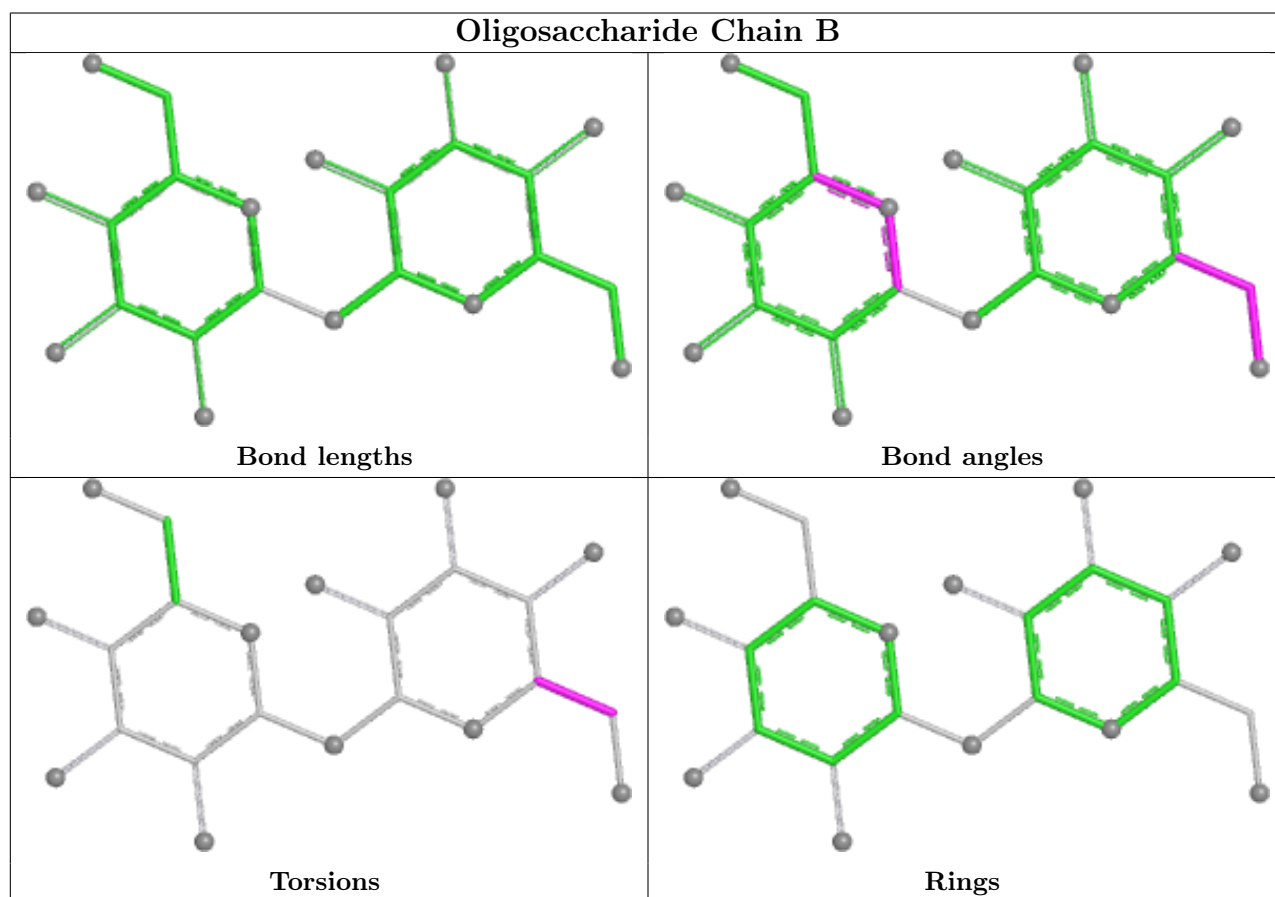 Oligosaccharide Chain B
Bond lengths
Bond angles
Torsions
Rings